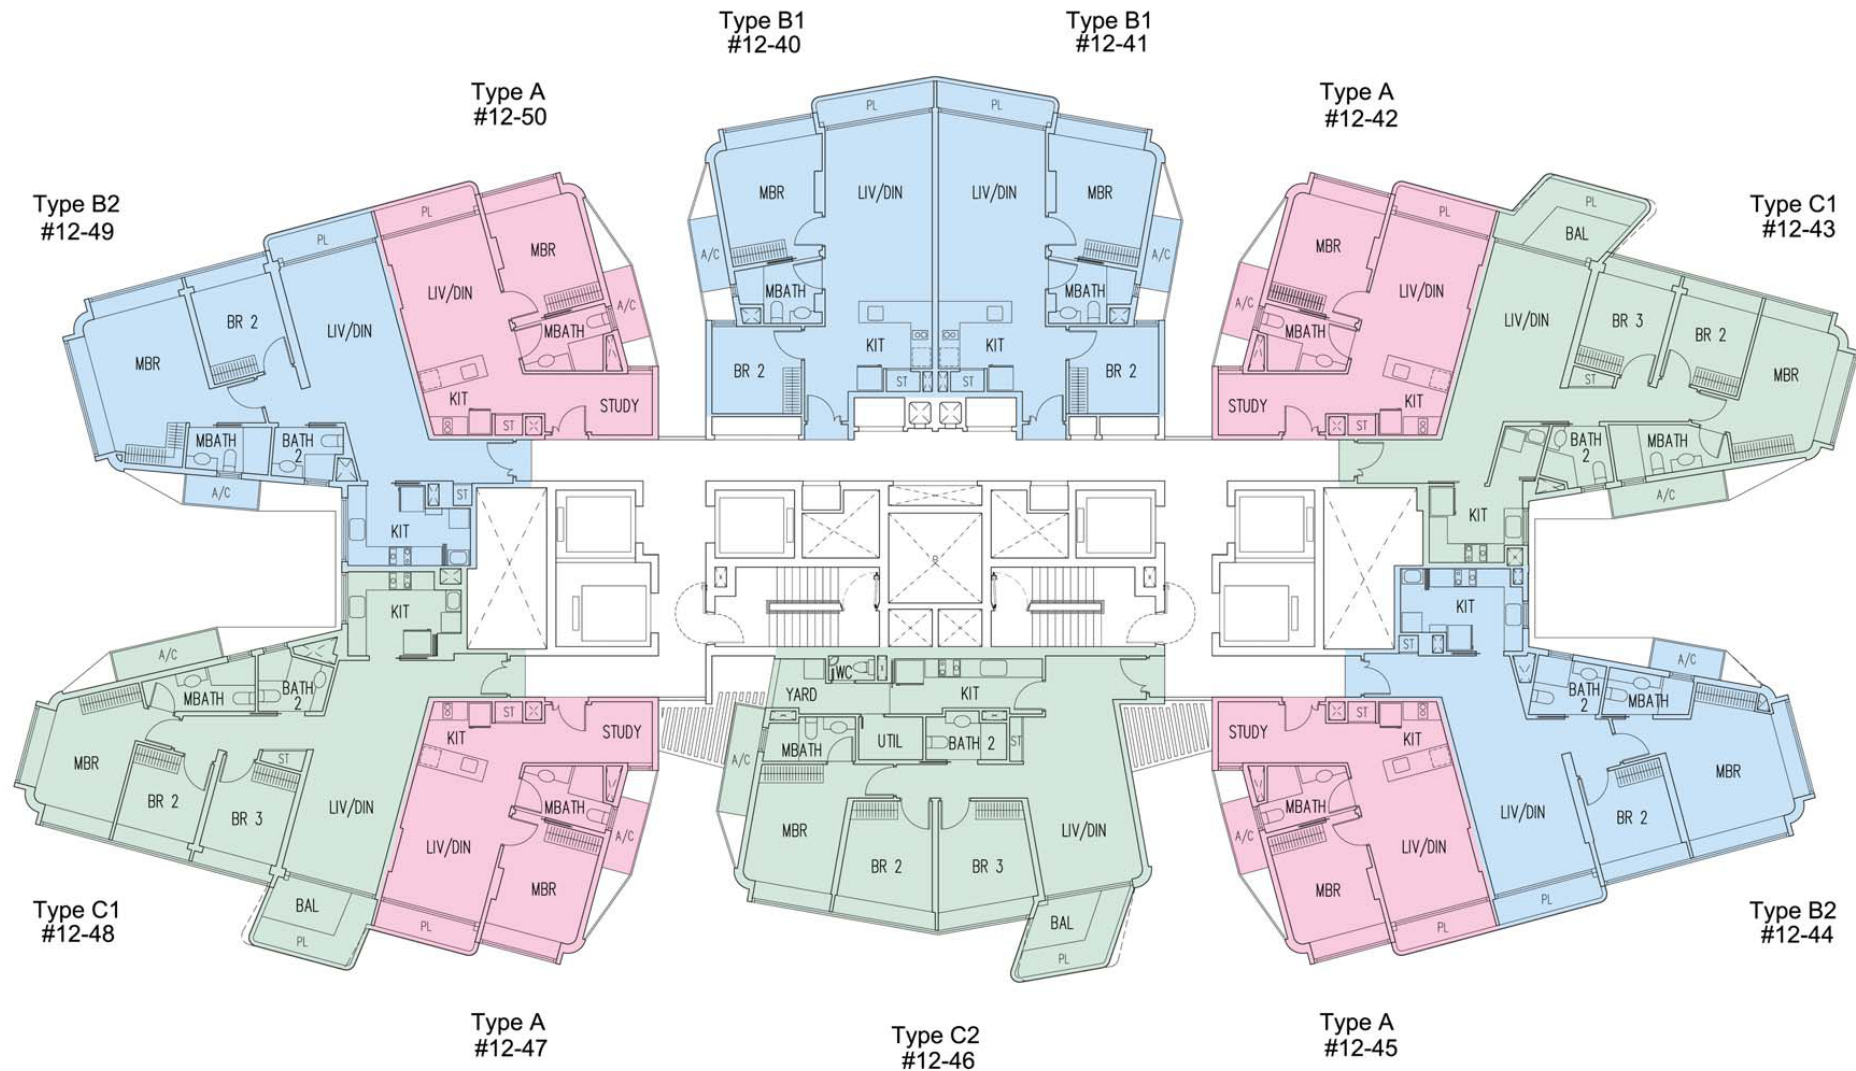 Type B1
#12-40
Type B1
#12-41
Type A
#12-50
Type A
#12-42
Type B2
#12-49
Type C1
#12-43
PL
LIV/DIN
MBR
A/C
MBATH
KIT
ST
STUDY
PL
LIV/DIN
BR 2
MBR
MBATH
BATH
2
A/C
ST
KIT
PL
MBR
LIV/DIN
A/C
MBATH
BR 2
KIT
ST
PL
LIV/DIN
MBR
A/C
MBATH
KIT
ST
BR 2
PL
MBR
LIV/DIN
A/C
MBATH
STUDY
ST
KIT
PL
BAL
LIV/DIN
BR 3
BR 2
MBR
ST
BATH
2
MBATH
A/C
KIT
R
KIT
A/C
MBATH
BATH
2
MBR
BR 2
BR 3
ST
LIV/DIN
BAL
PL
ST
KIT
STUDY
MBATH
A/C
LIV/DIN
MBR
PL
WC
YARD
KIT
A/C
MBATH
UTIL
BATH 2
ST
MBR
BR 2
BR 3
LIV/DIN
BAL
PL
STUDY
ST
KIT
MBATH
A/C
LIV/DIN
MBR
PL
KIT
ST
A/C
BATH
2
MBATH
MBR
BR 2
LIV/DIN
PL
Type C1
#12-48
Type B2
#12-44
Type A
#12-47
Type C2
#12-46
Type A
#12-45